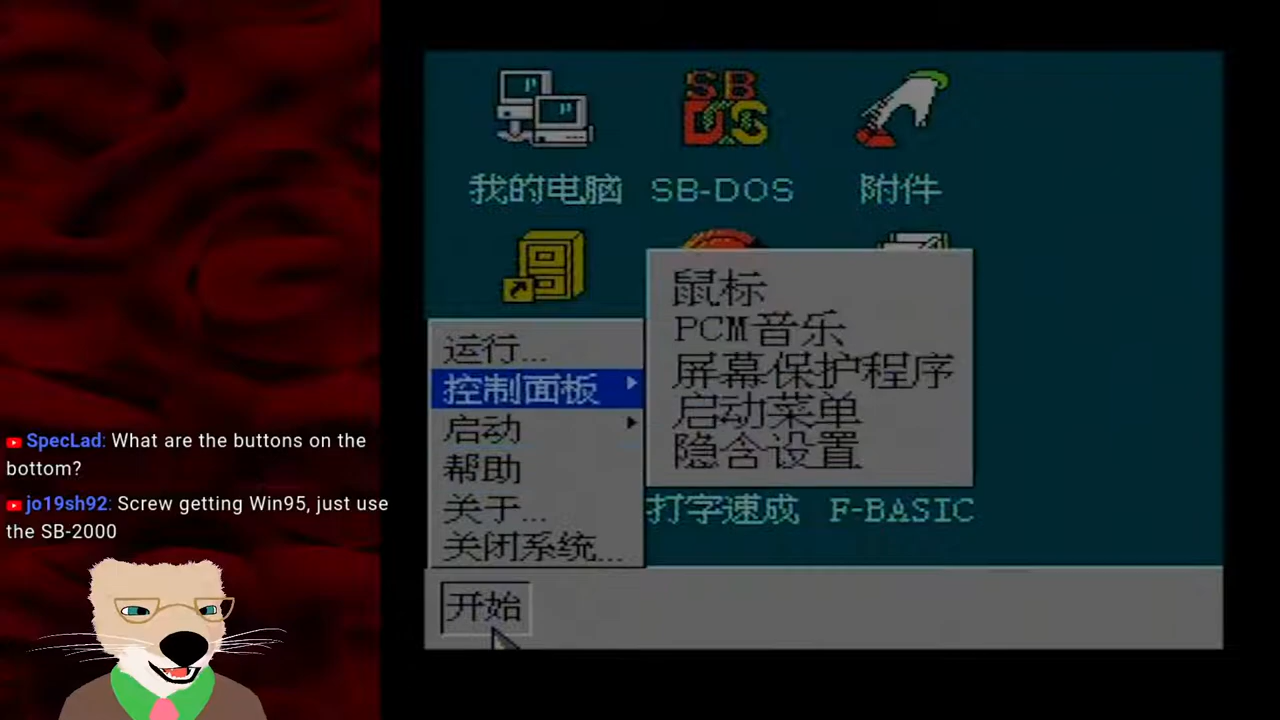 SB
DOS
我的电脑
SB-DOS
附件
运行...
控制面板
启动
帮助
关于...
关闭系统...
鼠标
PCM音乐
屏幕保护程序
启动菜单
隐含设置
打字速成
F-BASIC
开始
SpecLad: What are the buttons on the
bottom?
jo19sh92: Screw getting Win95, just use
the SB-2000